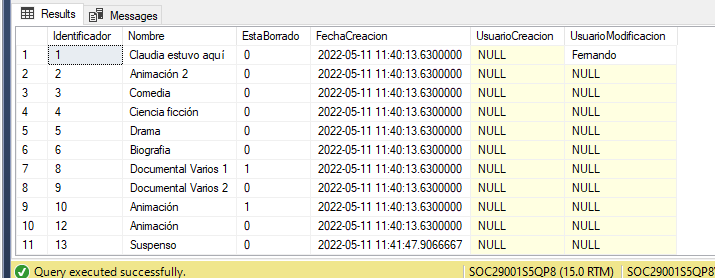 Results Messages
Identificador Nombre EstaBorrado FechaCreacion UsuarioCreacion UsuarioModificacion
1 1 Claudia estuvo aquí 0 2022-05-11 11:40:13.6300000 NULL Fernando
2 2 Animación 2 0 2022-05-11 11:40:13.6300000 NULL NULL
3 3 Comedia 0 2022-05-11 11:40:13.6300000 NULL NULL
4 4 Ciencia ficción 0 2022-05-11 11:40:13.6300000 NULL NULL
5 5 Drama 0 2022-05-11 11:40:13.6300000 NULL NULL
6 6 Biografia 0 2022-05-11 11:40:13.6300000 NULL NULL
7 8 Documental Varios 1 1 2022-05-11 11:40:13.6300000 NULL NULL
8 9 Documental Varios 2 0 2022-05-11 11:40:13.6300000 NULL NULL
9 10 Animación 1 2022-05-11 11:40:13.6300000 NULL NULL
10 12 Animación 0 2022-05-11 11:40:13.6300000 NULL NULL
11 13 Suspenso 0 2022-05-11 11:41:47.9066667 NULL NULL
Query executed successfully. SOC29001S5QP8 (15.0 RTM) SOC29001S5QP8